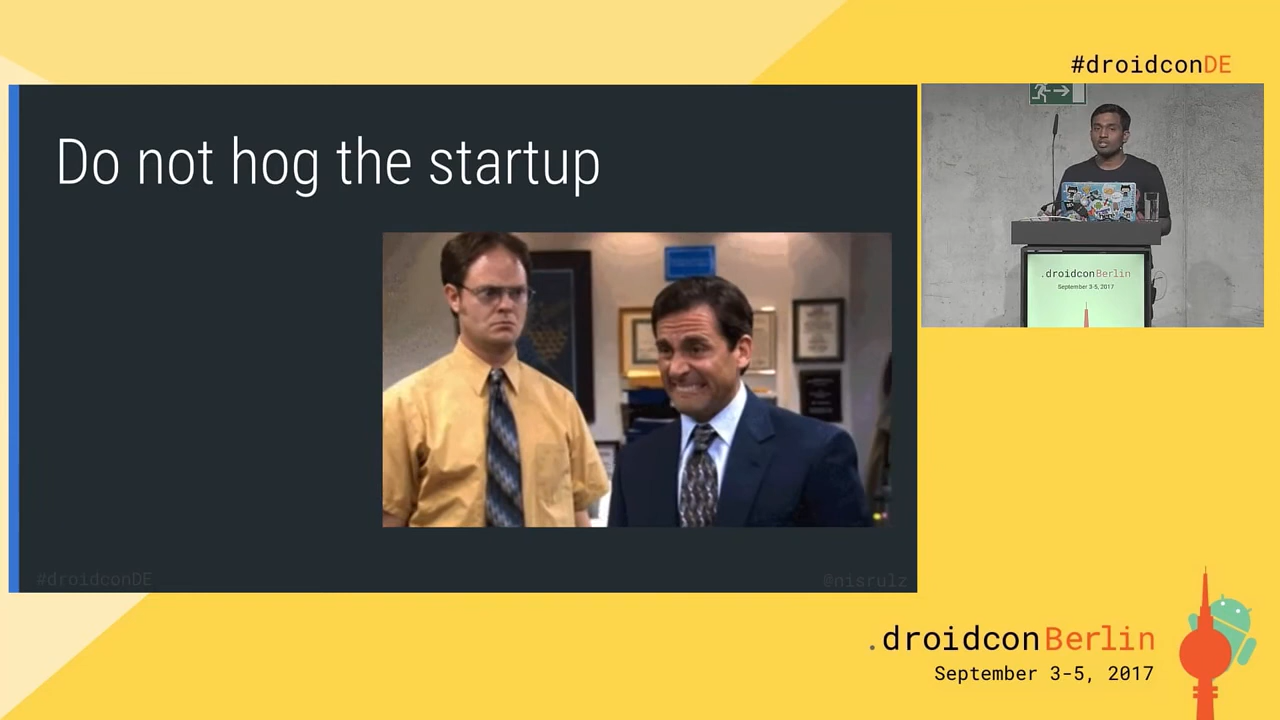 #droidconDE
Do not hog the startup
.droidconBerlin
September 3-5, 2017
#droidconDE
@nisrulz
.droidconBerlin
September 3-5, 2017